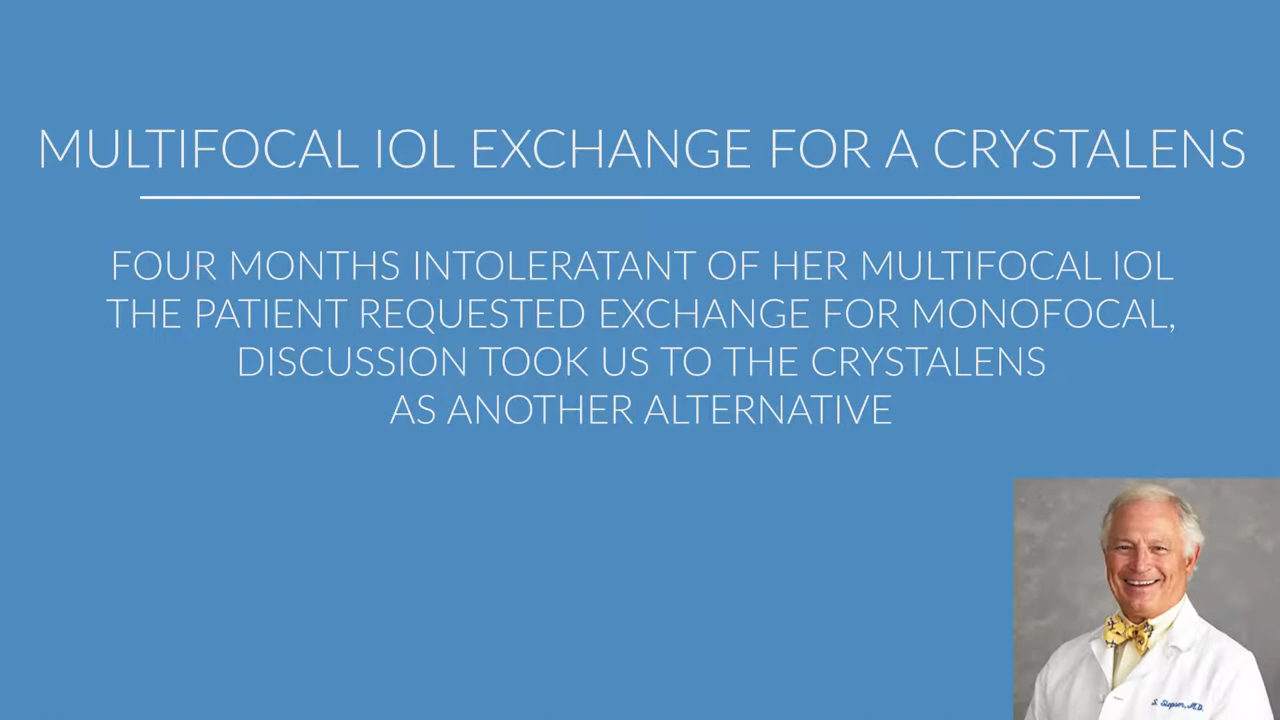 MULTIFOCAL IOL EXCHANGE FOR A CRYSTALENS
FOUR MONTHS INTOLERATANT OF HER MULTIFOCAL IOL
THE PATIENT REQUESTED EXCHANGE FOR MONOFOCAL,
DISCUSSION TOOK US TO THE CRYSTALENS
AS ANOTHER ALTERNATIVE
M.D.